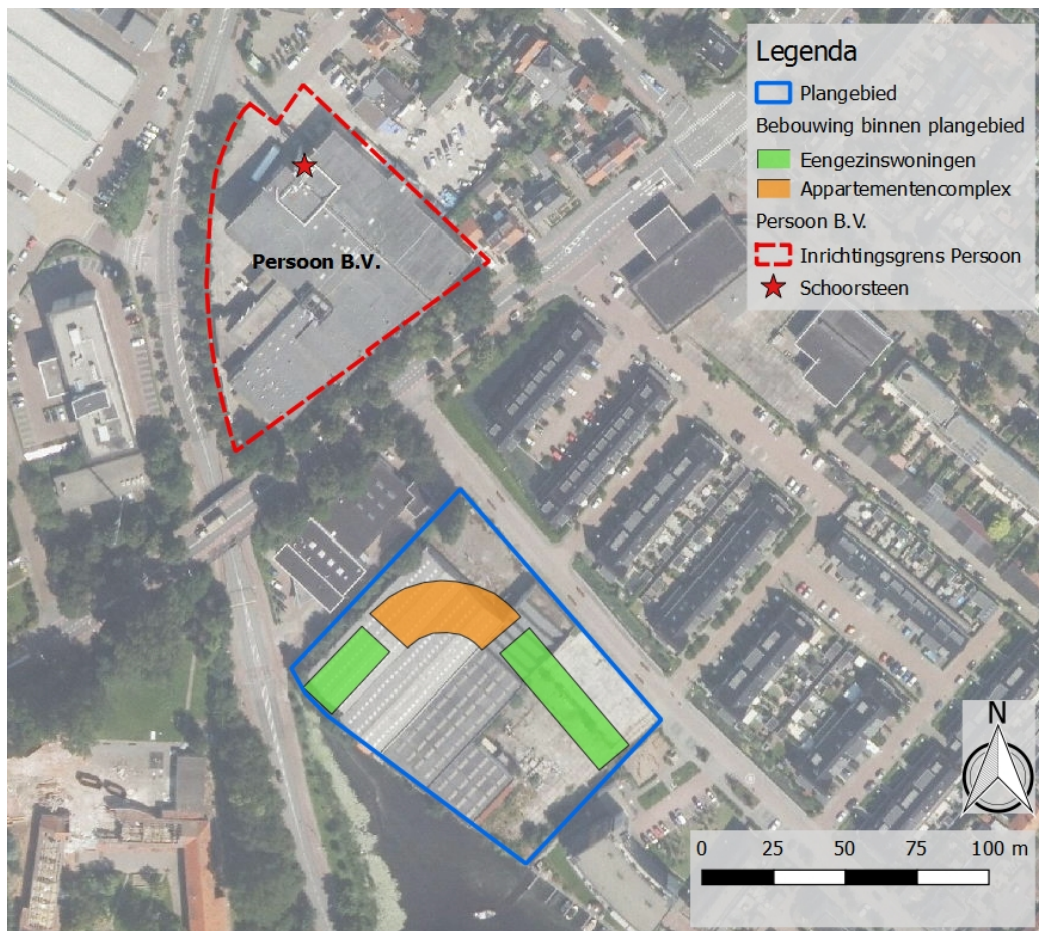 Legenda
Plangebied
Bebouwing binnen plangebied
Eengezinswoningen
Appartementencomplex
Persoon B.V.
Inrichtingsgrens Persoon
Schoorsteen
Persoon B.V.
N
0 25 50 75 100 m